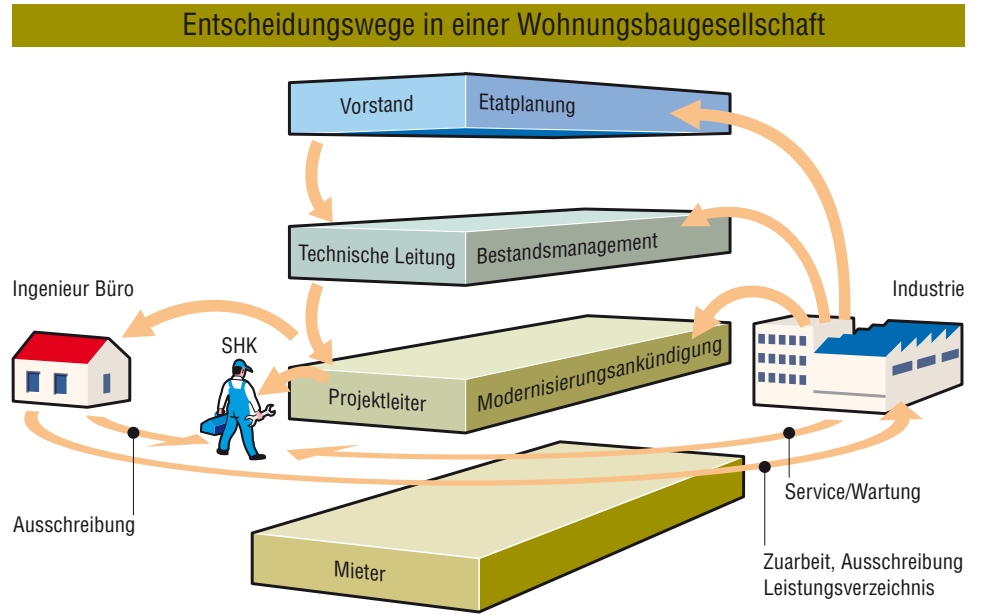 Entscheidungswege in einer Wohnungsbaugesellschaft
Vorstand
Etatplanung
Technische Leitung
Bestandsmanagement
Ingenieur Büro
Industrie
SHK
Projektleiter
Modernisierungsankündigung
Ausschreibung
Service/Wartung
Mieter
Zuarbeit, Ausschreibung
Leistungsverzeichnis